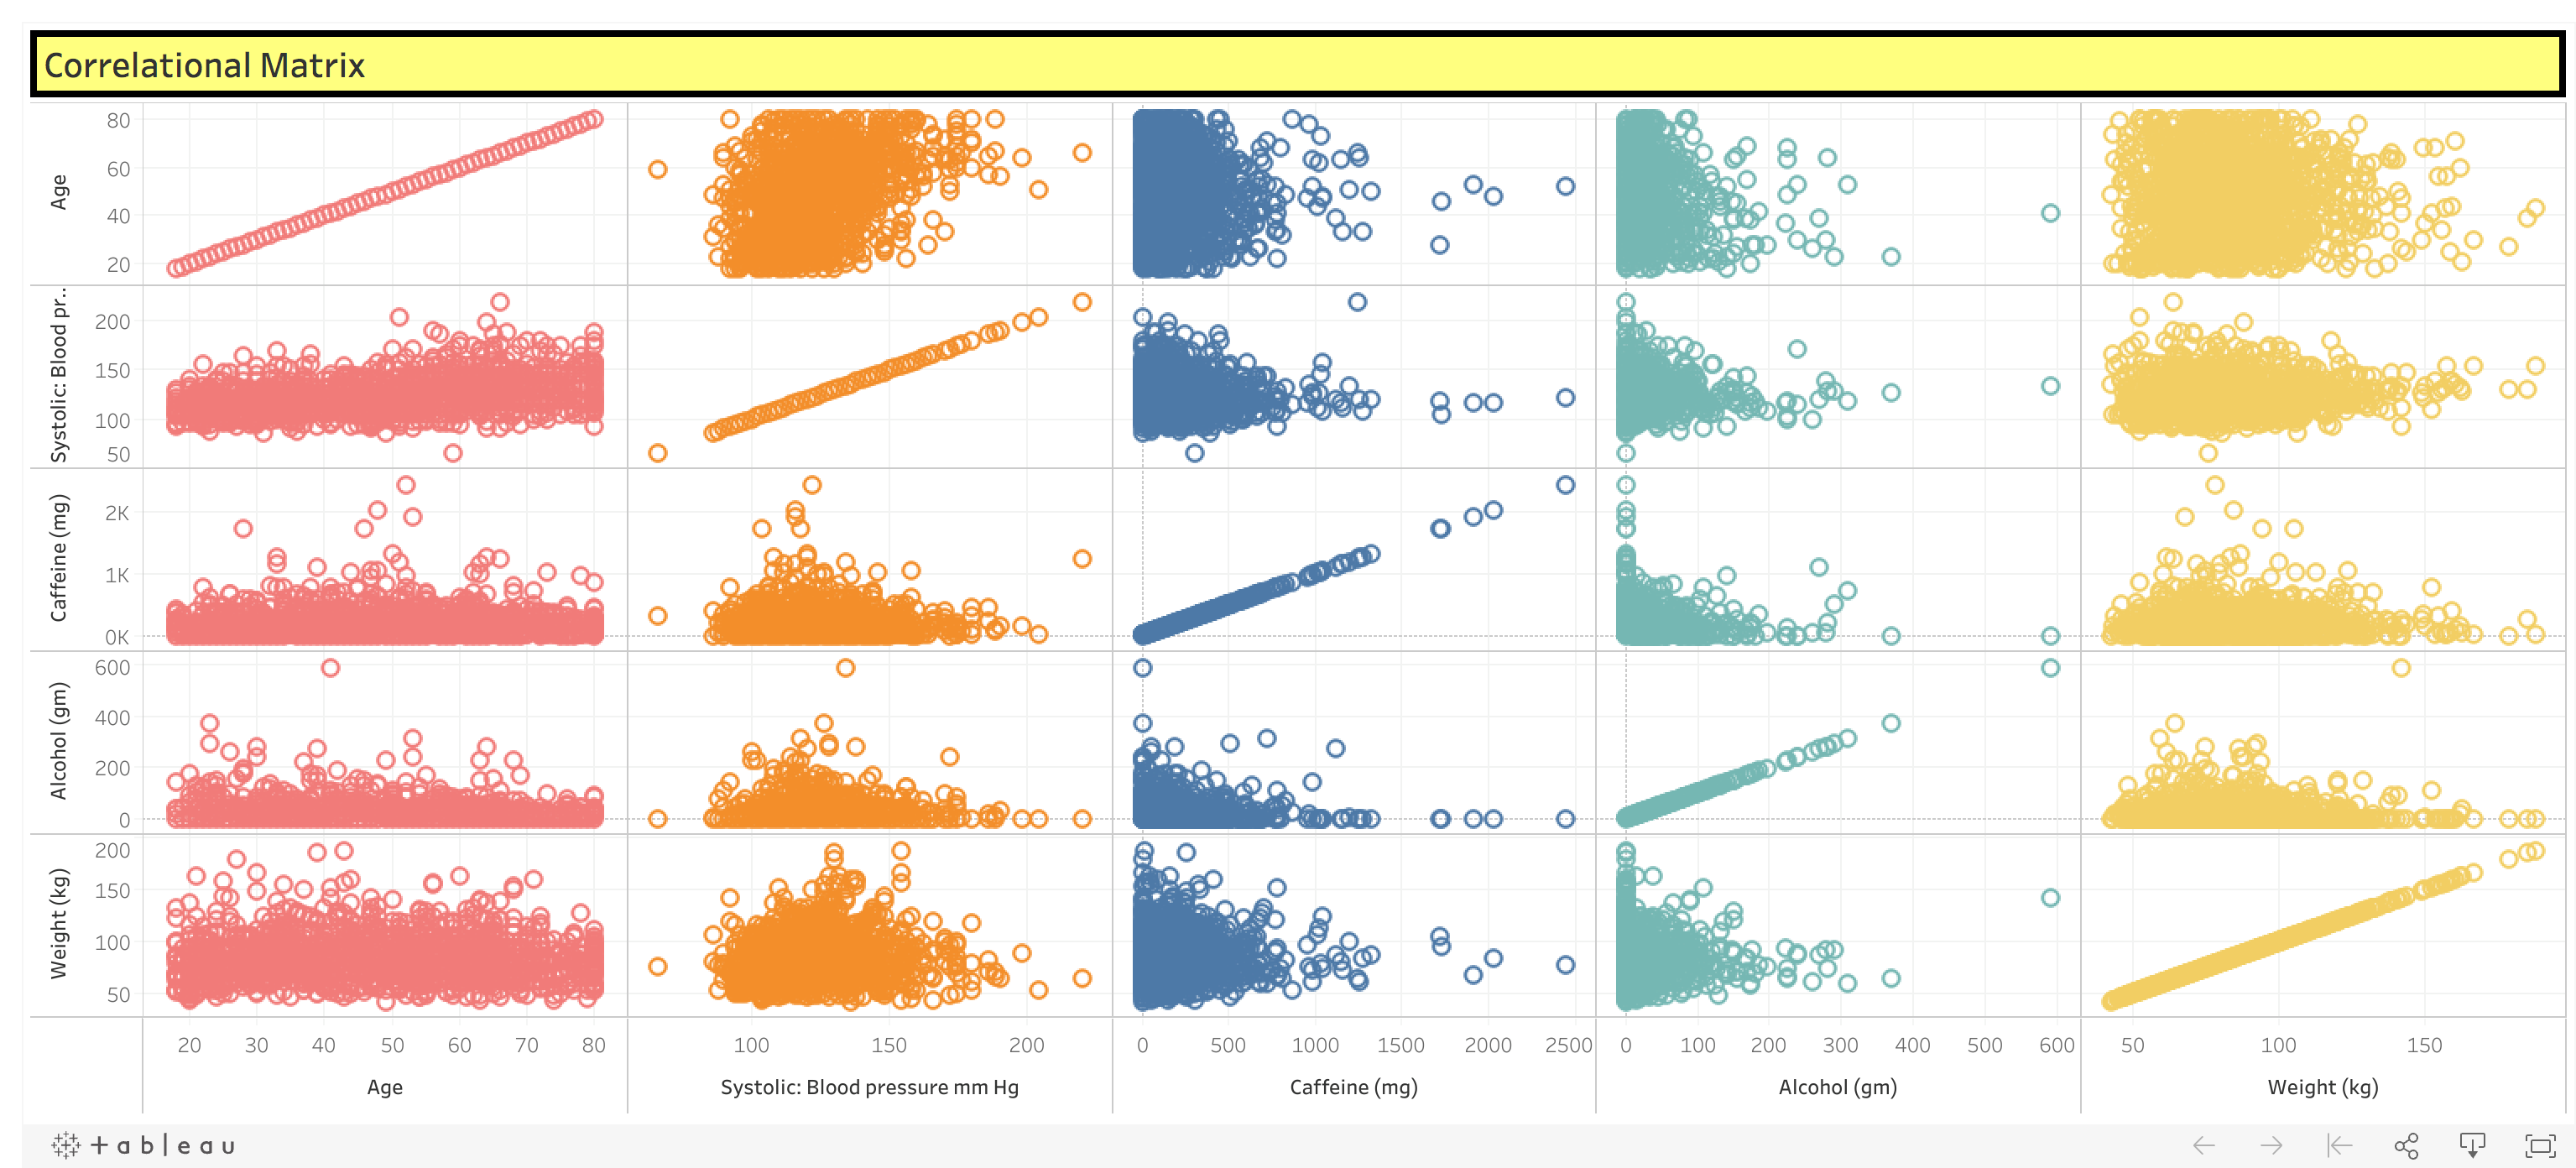 Correlational Matrix
Age
80
60
40
20
Systolic: Blood pr..
200
150
100
50
Caffeine (mg)
2K
1K
0K
Alcohol (gm)
600
400
200
0
Weight (kg)
200
150
100
50
20 30 40 50 60 70 80 100 150 200 0 500 1000 1500 2000 2500 0 100 200 300 400 500 600 50 100 150
Age Systolic: Blood pressure mm Hg Caffeine (mg) Alcohol (gm) Weight (kg)
+ableau